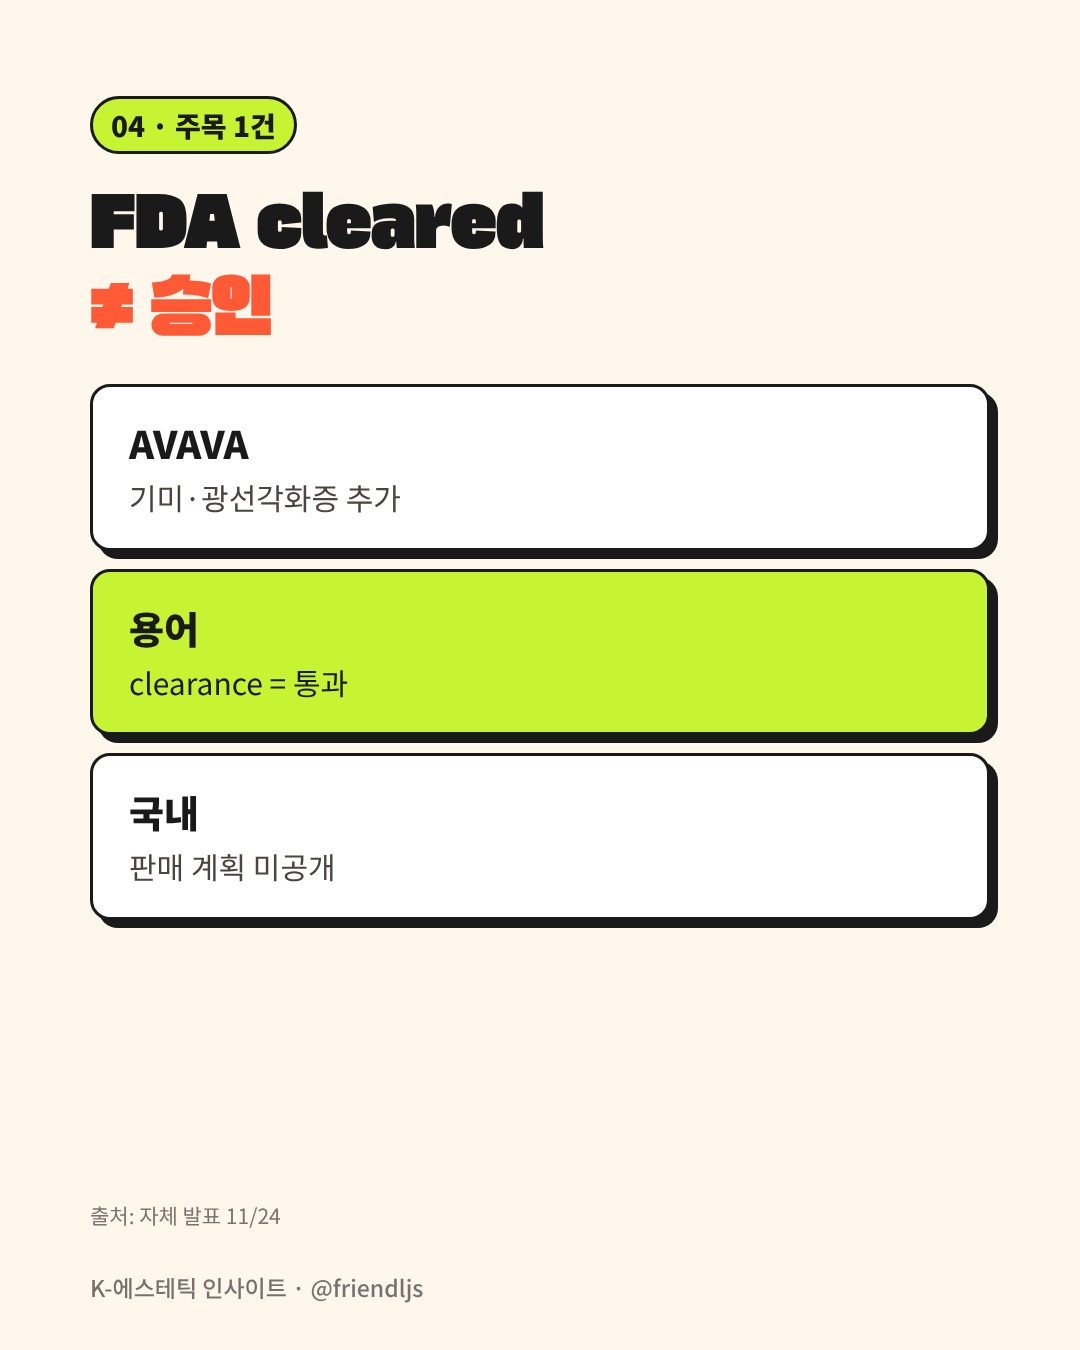 04 · 주목 1건
FDA cleared
≠ 승인
AVAVA
기미·광선각화증 추가
용어
clearance = 통과
국내
판매 계획 미공개
출처: 자체 발표 11/24
K-에스테틱 인사이트 · @friendljs